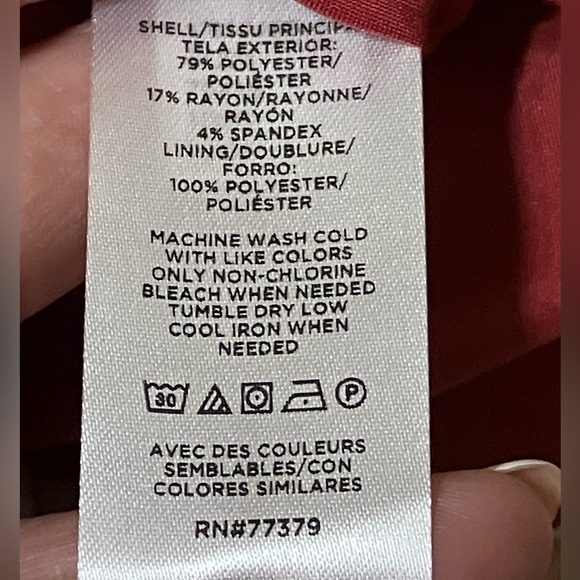 SHELL/TISSU
TELA EXTERIOR:
79% POLYESTER/
POLIÉSTER
17% RAYON/RAYONNE/
RAYÓN
4% SPANDEX
LINING/DOUBLURE/
FORRO:
100% POLYESTER/
POLIÉSTER
MACHINE WASH COLD
WITH LIKE COLORS
ONLY NON-CHLORINE
BLEACH WHEN NEEDED
TUMBLE DRY LOW
COOL IRON WHEN
NEEDED
30 P
AVEC DES COULEURS
SEMBLABLES/CON
COLORES SIMILARES
RN#77379